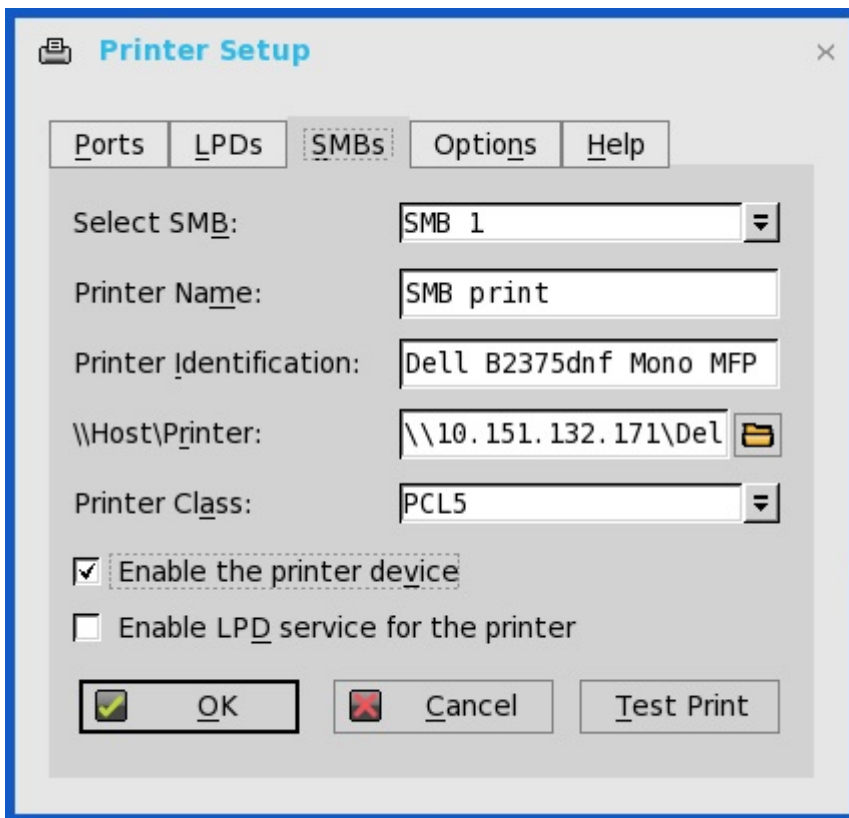 Printer Setup
Ports LPDs SMBs Options Help
Select SMB: SMB 1
Printer Name: SMB print
Printer Identification: Dell B2375dnf Mono MFP
\\Host\Printer: \\10.151.132.171\Del
Printer Class: PCL5
Enable the printer device
Enable LPD service for the printer
OK Cancel Test Print